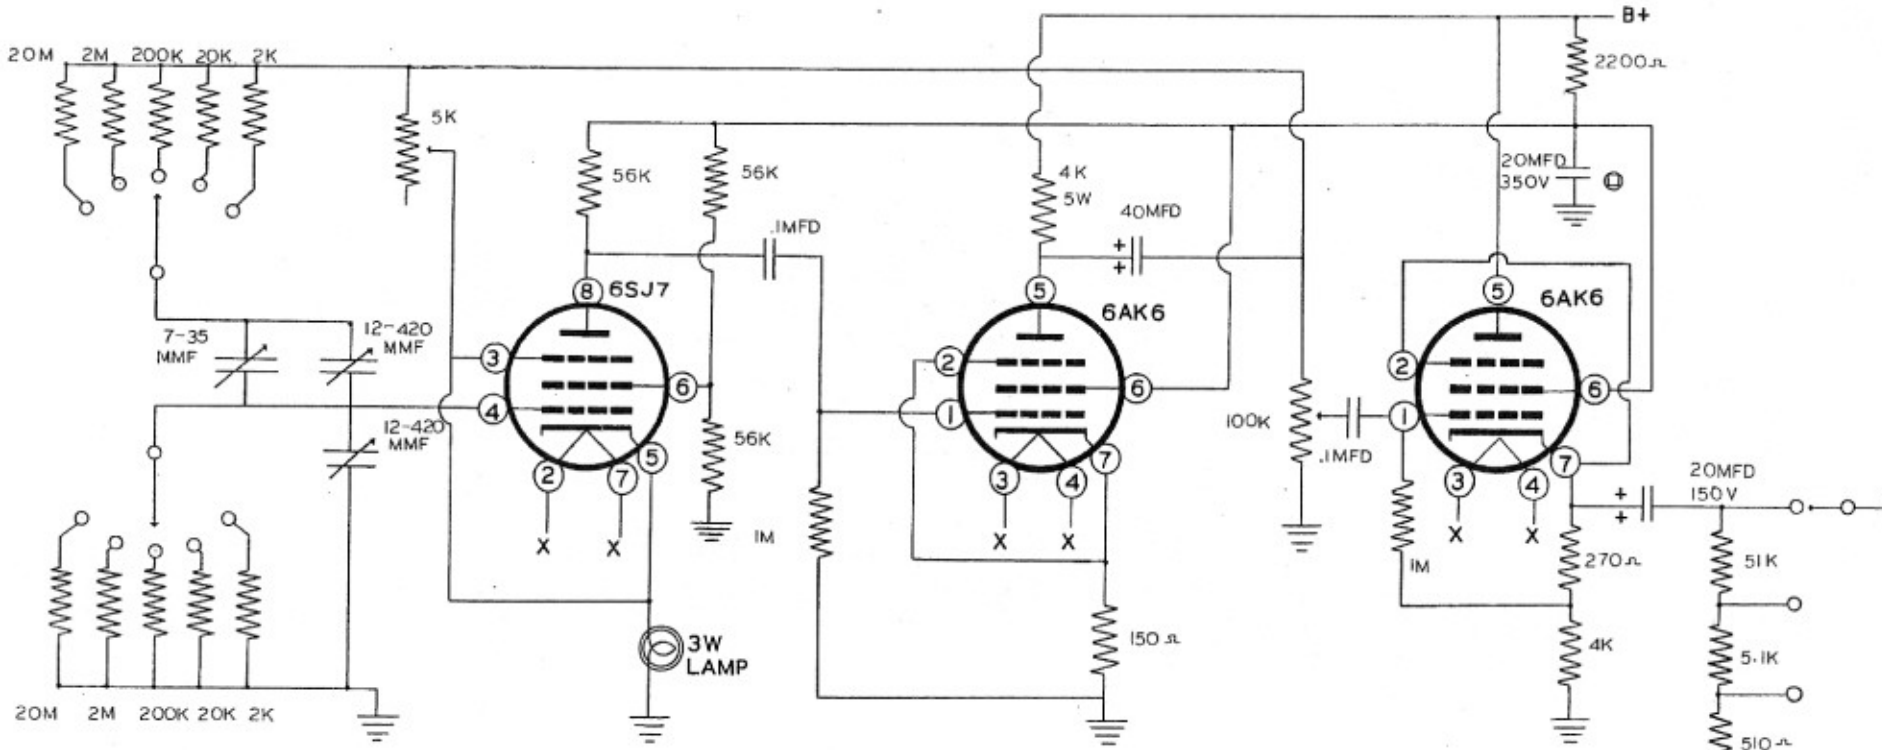 B+
20M 2M 200K 20K 2K
2200Ω
5K
56K
56K
4K
5W
20MFD
350V
.1MFD
40MFD
8
6SJ7
5
6AK6
5
6AK6
7-35
MMF
12-420
MMF
3
6
4
2
7
5
12-420
MMF
56K
X
X
1M
2
6
1
3
4
7
X
X
150Ω
100K
.1MFD
2
6
1
3
4
7
X
X
1M
20MFD
150V
+
+
+
+
270Ω
4K
51K
5.1K
510Ω
3W
LAMP
20M 2M 200K 20K 2K